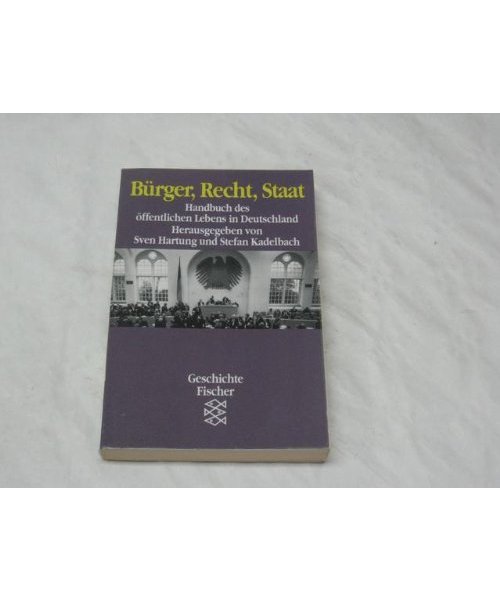 Bürger, Recht, Staat
Handbuch des
öffentlichen Lebens in Deutschland
Herausgegeben von
Sven Hartung und Stefan Kadelbach
Geschichte
Fischer